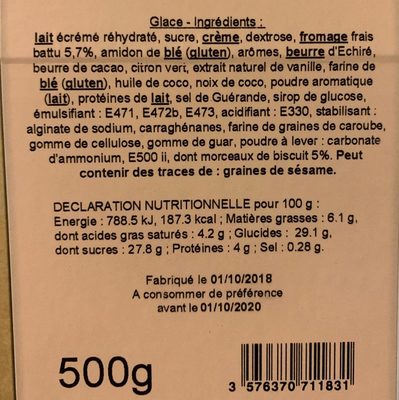 Glace - Ingrédients :
lait écrémé réhydraté, sucre, crème, dextrose, fromage frais
battu 5,7%, amidon de blé (gluten), arômes, beurre d'Echiré,
beurre de cacao, citron vert, extrait naturel de vanille, farine de
blé (gluten), huile de coco, noix de coco, poudre aromatique
(lait), protéines de lait, sel de Guérande, sirop de glucose,
émulsifiant : E471, E472b, E473, acidifiant : E330, stabilisant :
alginate de sodium, carraghénanes, farine de graines de caroube,
gomme de cellulose, gomme de guar, poudre à lever : carbonate
d'ammonium, E500 ii, dont morceaux de biscuit 5%. Peut
contenir des traces de : graines de sésame.
DECLARATION NUTRITIONNELLE pour 100 g :
Energie : 788.5 kJ, 187.3 kcal ; Matières grasses : 6.1 g,
dont acides gras saturés : 4.2 g ; Glucides : 29.1 g,
dont sucres : 27.8 g ; Protéines : 4 g ; Sel : 0.28 g.
Fabriqué le 01/10/2018
A consommer de préférence
avant le 01/10/2020
500g
3 576370 711831